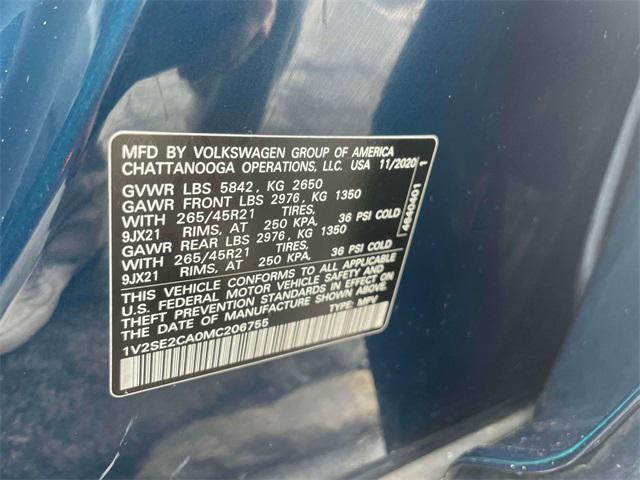 MFD BY VOLKSWAGEN GROUP OF AMERICA
CHATTANOOGA OPERATIONS, LLC. USA 11/2020
GVWR LBS 5842, KG 2650
GAWR FRONT LBS 2976, KG 1350
WITH 265/45R21 TIRES,
9JX21 RIMS, AT 250 KPA, 36 PSI COLD
GAWR REAR LBS 2976, KG 1350
WITH 265/45R21 TIRES,
9JX21 RIMS, AT 250 KPA, 36 PSI COLD
THIS VEHICLE CONFORMS TO ALL APPLICABLE
U.S. FEDERAL MOTOR VEHICLE SAFETY AND
THEFT PREVENTION STANDARDS IN EFFECT ON
THE DATE OF MANUFACTURE SHOWN ABOVE.
1V2SE2CA0MC206755 TYPE: MPV
4640401 1